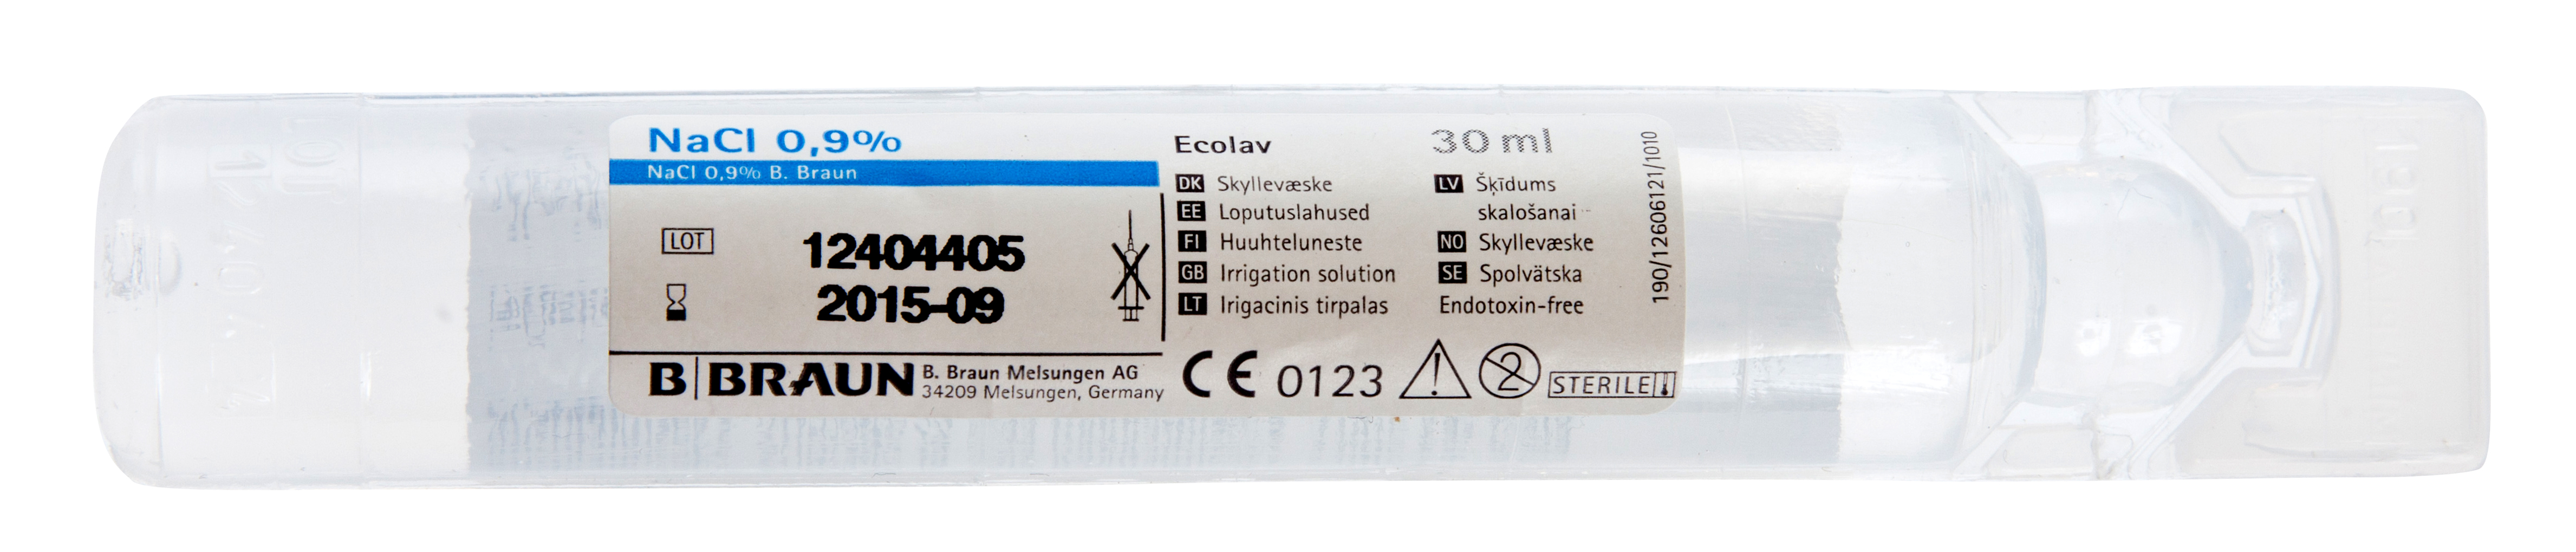 NaCl 0,9%
NaCl 0,9% B. Braun
LOT 12404405
2015-09
B|BRAUN B. Braun Melsungen AG
34209 Melsungen, Germany
Ecolav 30 ml
DK Skyllevæske
EE Loputuslahused
FI Huuhteluneste
GB Irrigation solution
LT Irigacinis tirpalas
LV Šķīdums
skalošanai
NO Skyllevæske
SE Spolvätska
Endotoxin-free
CE 0123 2 STERILE
190/12606121/1010